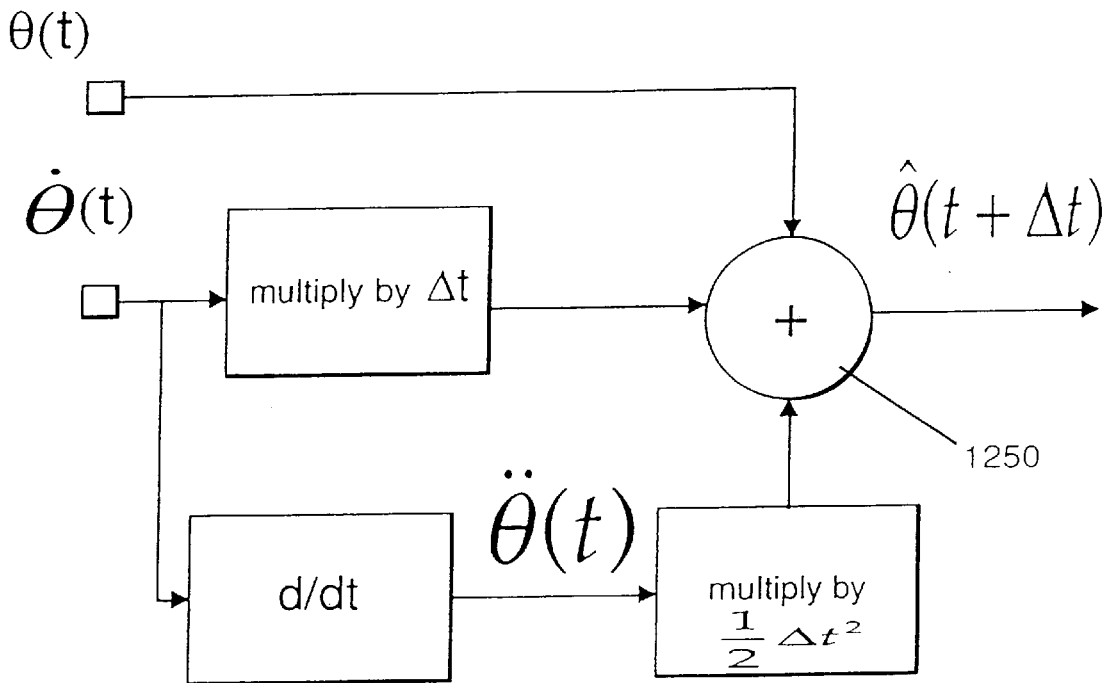 θ(t)
θ̇(t)
multiply by Δt
θ̂(t + Δt)
+
1250
d/dt
θ̈(t)
multiply by
1/2 Δt²